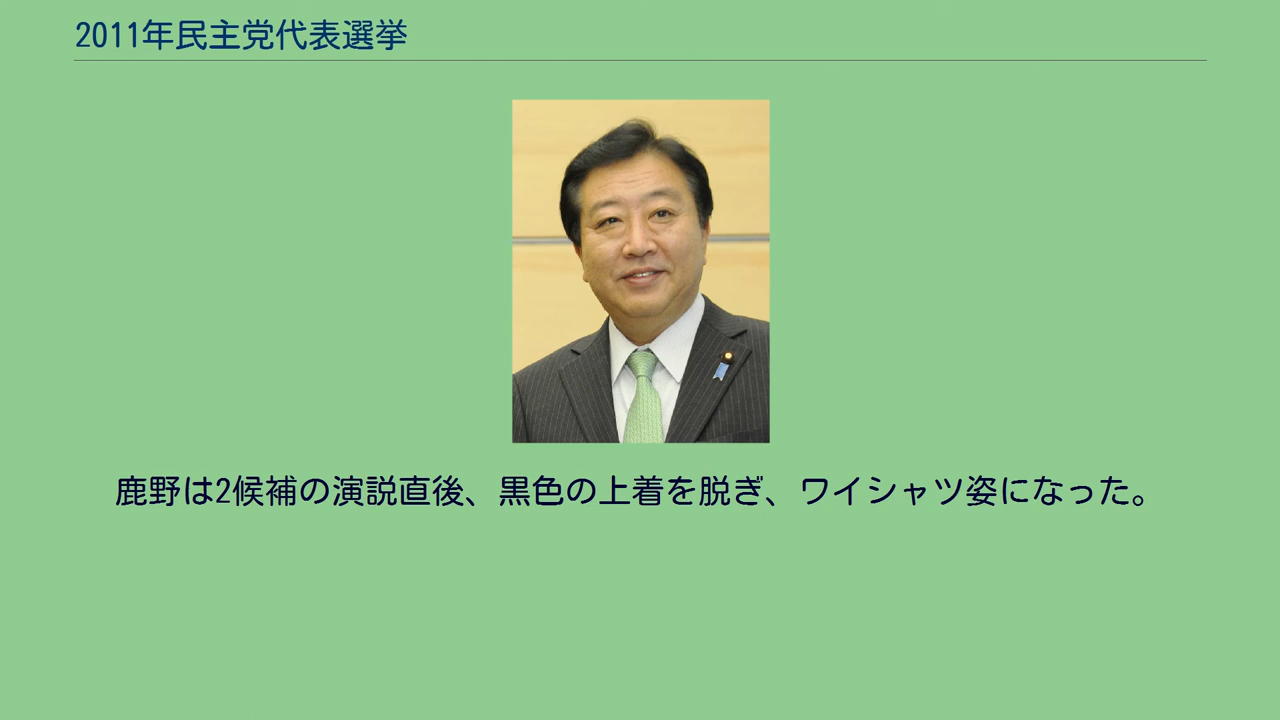 2011年民主党代表選挙
鹿野は2候補の演説直後、黒色の上着を脱ぎ、ワイシャツ姿になった。